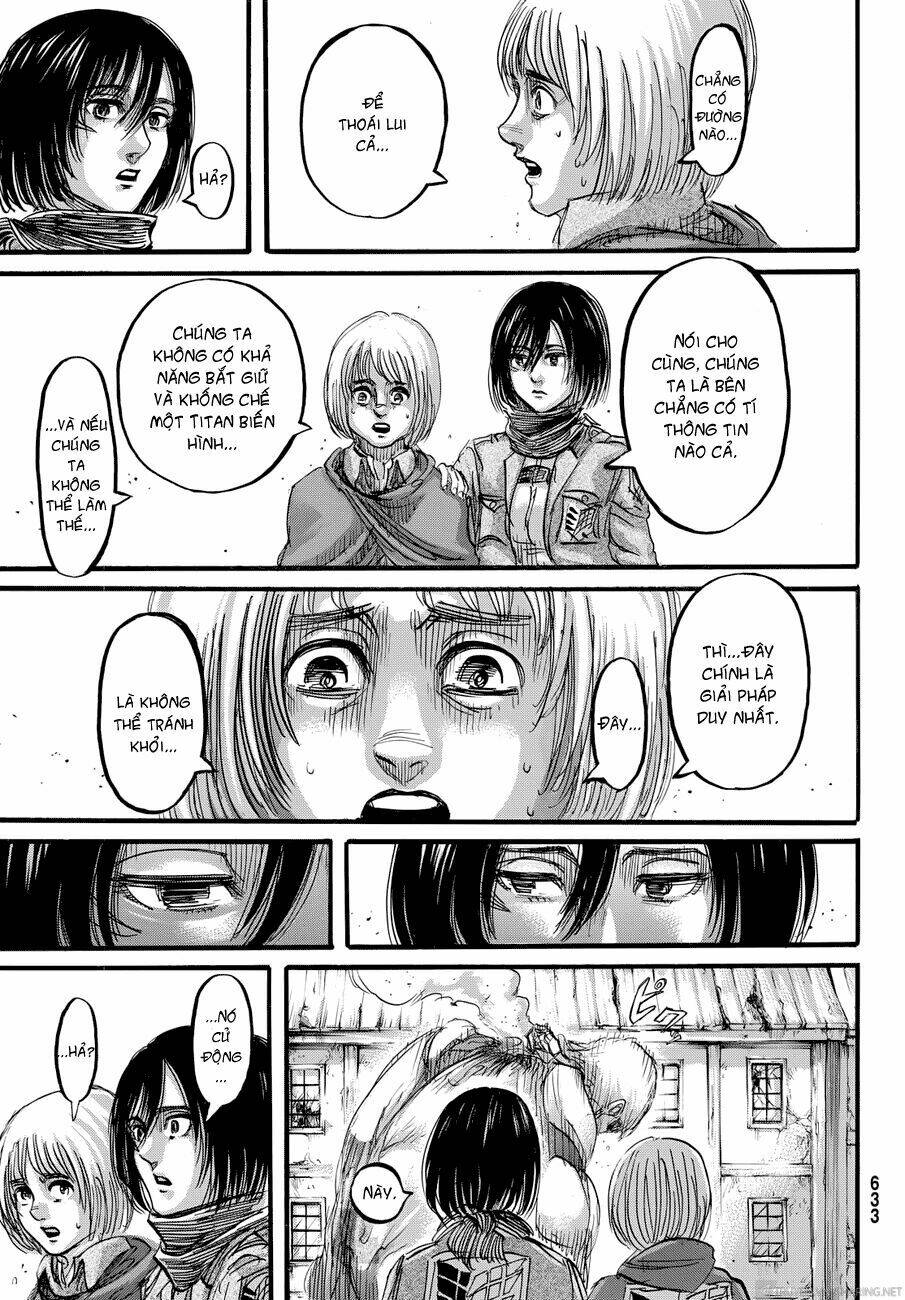 CHẲNG
CÓ
ĐƯỜNG
NÀO...
ĐỂ
THOÁI LUI
CẢ...
HẢ?
NÓI CHO
CÙNG, CHÚNG
TA LÀ BÊN
CHẲNG CÓ TÍ
THÔNG TIN
NÀO CẢ.
CHÚNG TA
KHÔNG CÓ KHẢ
NĂNG BẮT GIỮ
VÀ KHỐNG CHẾ
MỘT TITAN BIẾN
HÌNH...
...VÀ NẾU
CHÚNG
TA
KHÔNG
THỂ LÀM
THẾ...
THÌ...ĐÂY
CHÍNH LÀ
GIẢI PHÁP
DUY NHẤT.
ĐÂY...
LÀ KHÔNG
THỂ TRÁNH
KHỎI...
ピク
NÀY.
...NÓ
CỬ
ĐỘNG
...
...HẢ?
633